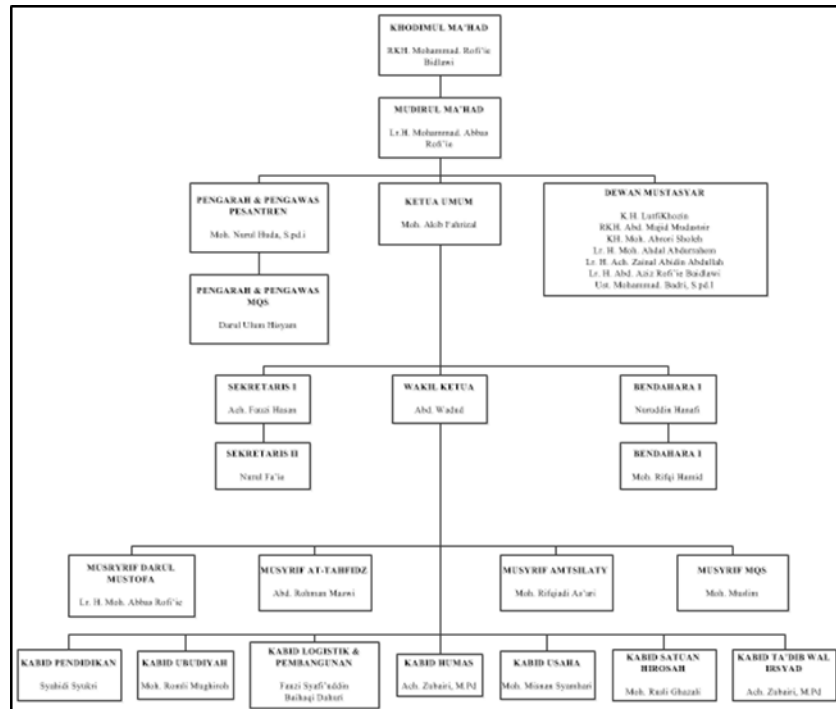 KHODIMUL MA'HAD
RKH. Mohammad. Rofi'ie
Bidlawi
MUDIRUL MA'HAD
Lr.H. Mohammad. Abbas
Rofi'ie
PENGARAH & PENGAWAS
PESANTREN
Moh. Nurul Huda, S.pd.i
KETUA UMUM
Moh. Akib Fahrizal
DEWAN MUSTASYAR
K.H. LutfiKhozin
RKH. Abd. Majid Mudatstsir
KH. Moh. Ahrori Sholeh
Lr. H. Moh. Ahdal Abdurrahem
Lr. H. Ach. Zainal Abidin Abdullah
Lr. H. Abd. Aziz Rofi'ie Baidlawi
Ust. Mohammad. Badri, S.pd.I
PENGARAH & PENGAWAS
MQS
Darul Ulum Hisyam
SEKRETARIS I
Ach. Fauzi Hasan
WAKIL KETUA
Abd. Wadud
BENDAHARA I
Nuruddin Hanafi
SEKRETARIS II
Nurul Fa'ie
BENDAHARA I
Moh. Rifqi Hamid
MUSRYRIF DARUL
MUSTOFA
Lr. H. Moh. Abbas Rofi'ie
MUSYRIF AT-TAHFIDZ
Abd. Rohman
MUSYRIF AMTSILATY
Moh. Rifqiadi As'ari
MUSYRIF MQS
Moh. Muslim
KABID PENDIDIKAN
Syahidi Syukri
KABID UBUDIYAH
Moh. Romli Mughiroh
KABID LOGISTIK &
PEMBANGUNAN
Fauzi Syafi'uddin
Baihaqi Dahuri
KABID HUMAS
Ach. Zubairi, M.Pd
KABID USAHA
Moh. Misnan Syamhari
KABID SATUAN
HIROSAH
Moh. Rusli Ghazali
KABID TA'DIB WAL
IRSYAD
Ach. Zubairi, M.Pd